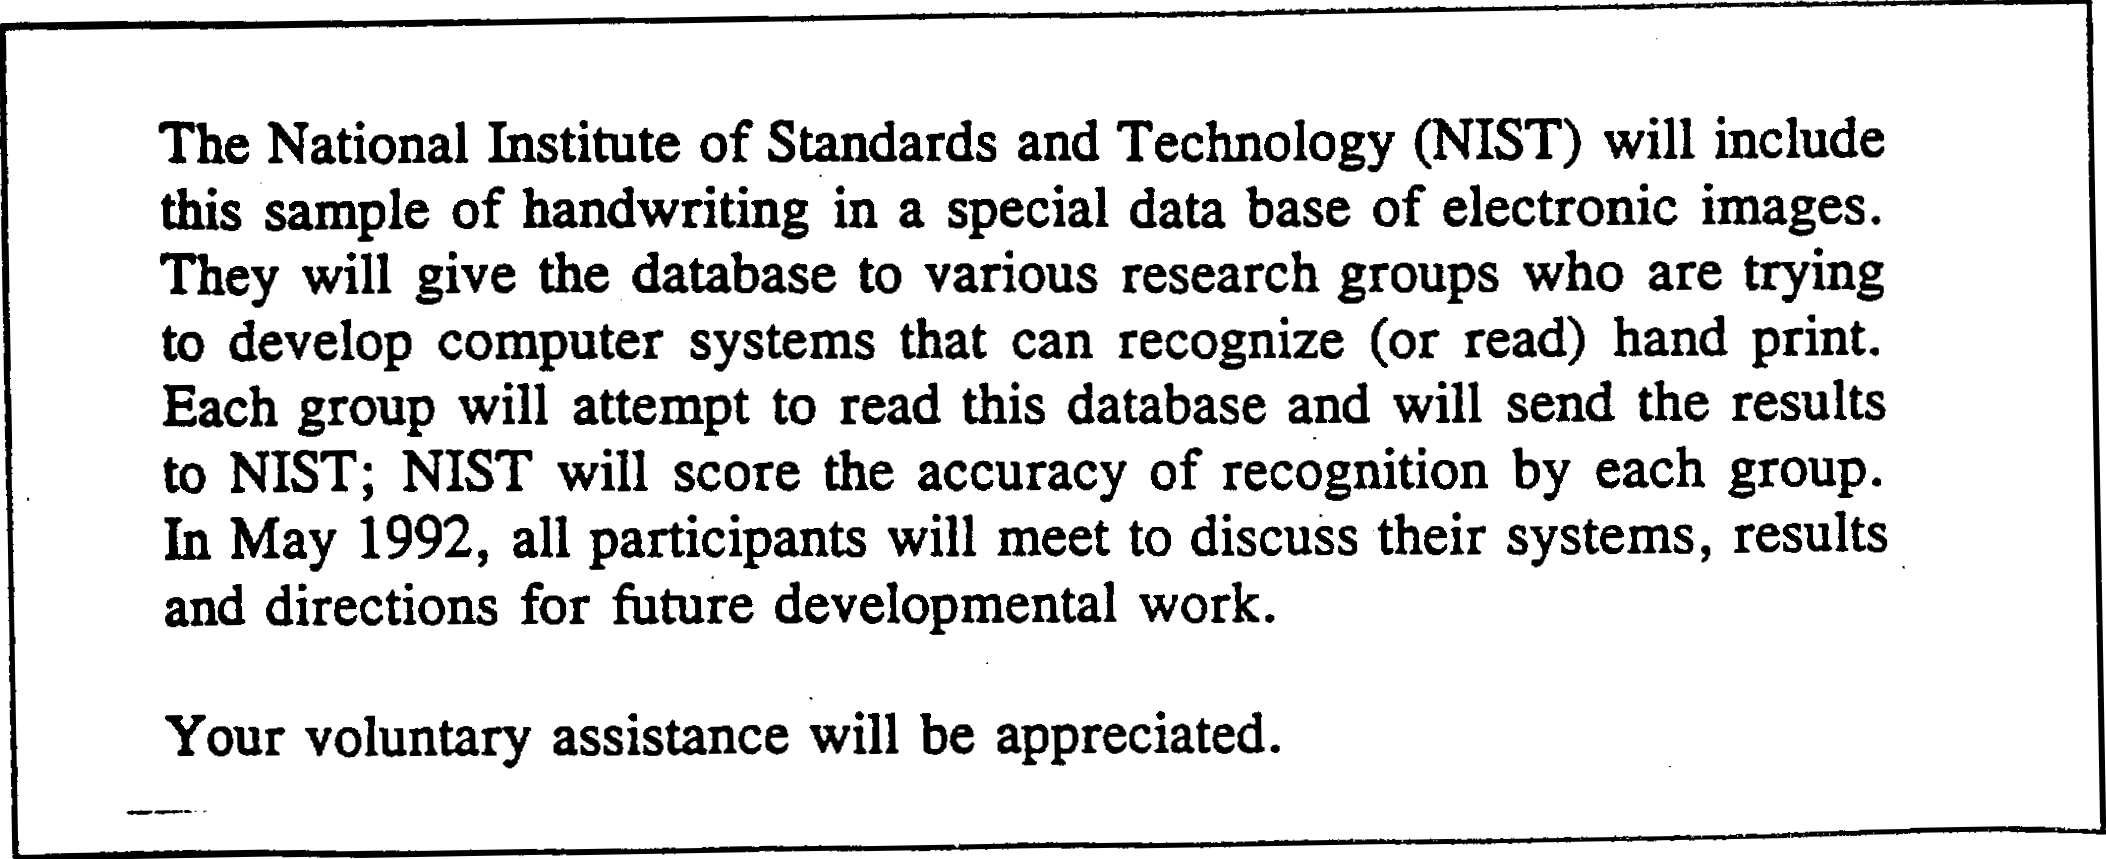 The National Institute of Standards and Technology (NIST) will include
this sample of handwriting in a special data base of electronic images.
They will give the database to various research groups who are trying
to develop computer systems that can recognize (or read) hand print.
Each group will attempt to read this database and will send the results
to NIST; NIST will score the accuracy of recognition by each group.
In May 1992, all participants will meet to discuss their systems, results
and directions for future developmental work.
Your voluntary assistance will be appreciated.